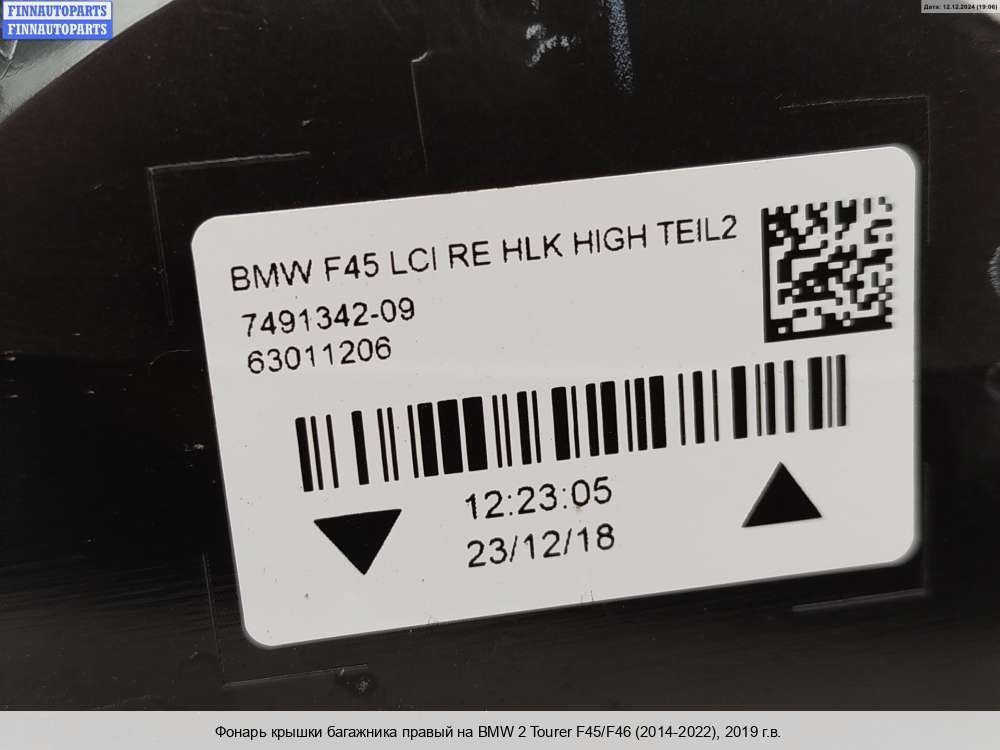 FINNAUTOPARTS
FINNAUTOPARTS
Дата: 12.12.2024 (19:06)
BMW F45 LCI RE HLK HIGH TEIL2
7491342-09
63011206
12:23:05
23/12/18
Фонарь крышки багажника правый на BMW 2 Tourer F45/F46 (2014-2022), 2019 г.в.